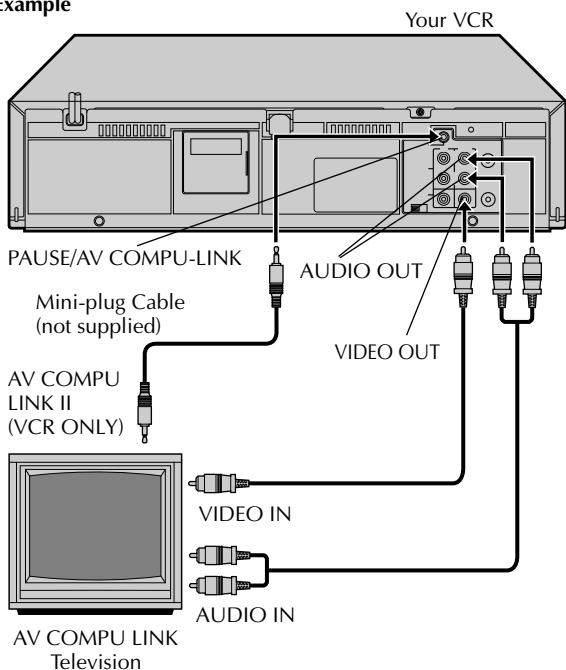 Example
Your VCR
PAUSE/AV COMPU-LINK
AUDIO OUT
Mini-plug Cable
(not supplied)
VIDEO OUT
AV COMPU
LINK II
(VCR ONLY)
VIDEO IN
AUDIO IN
AV COMPU LINK
Television